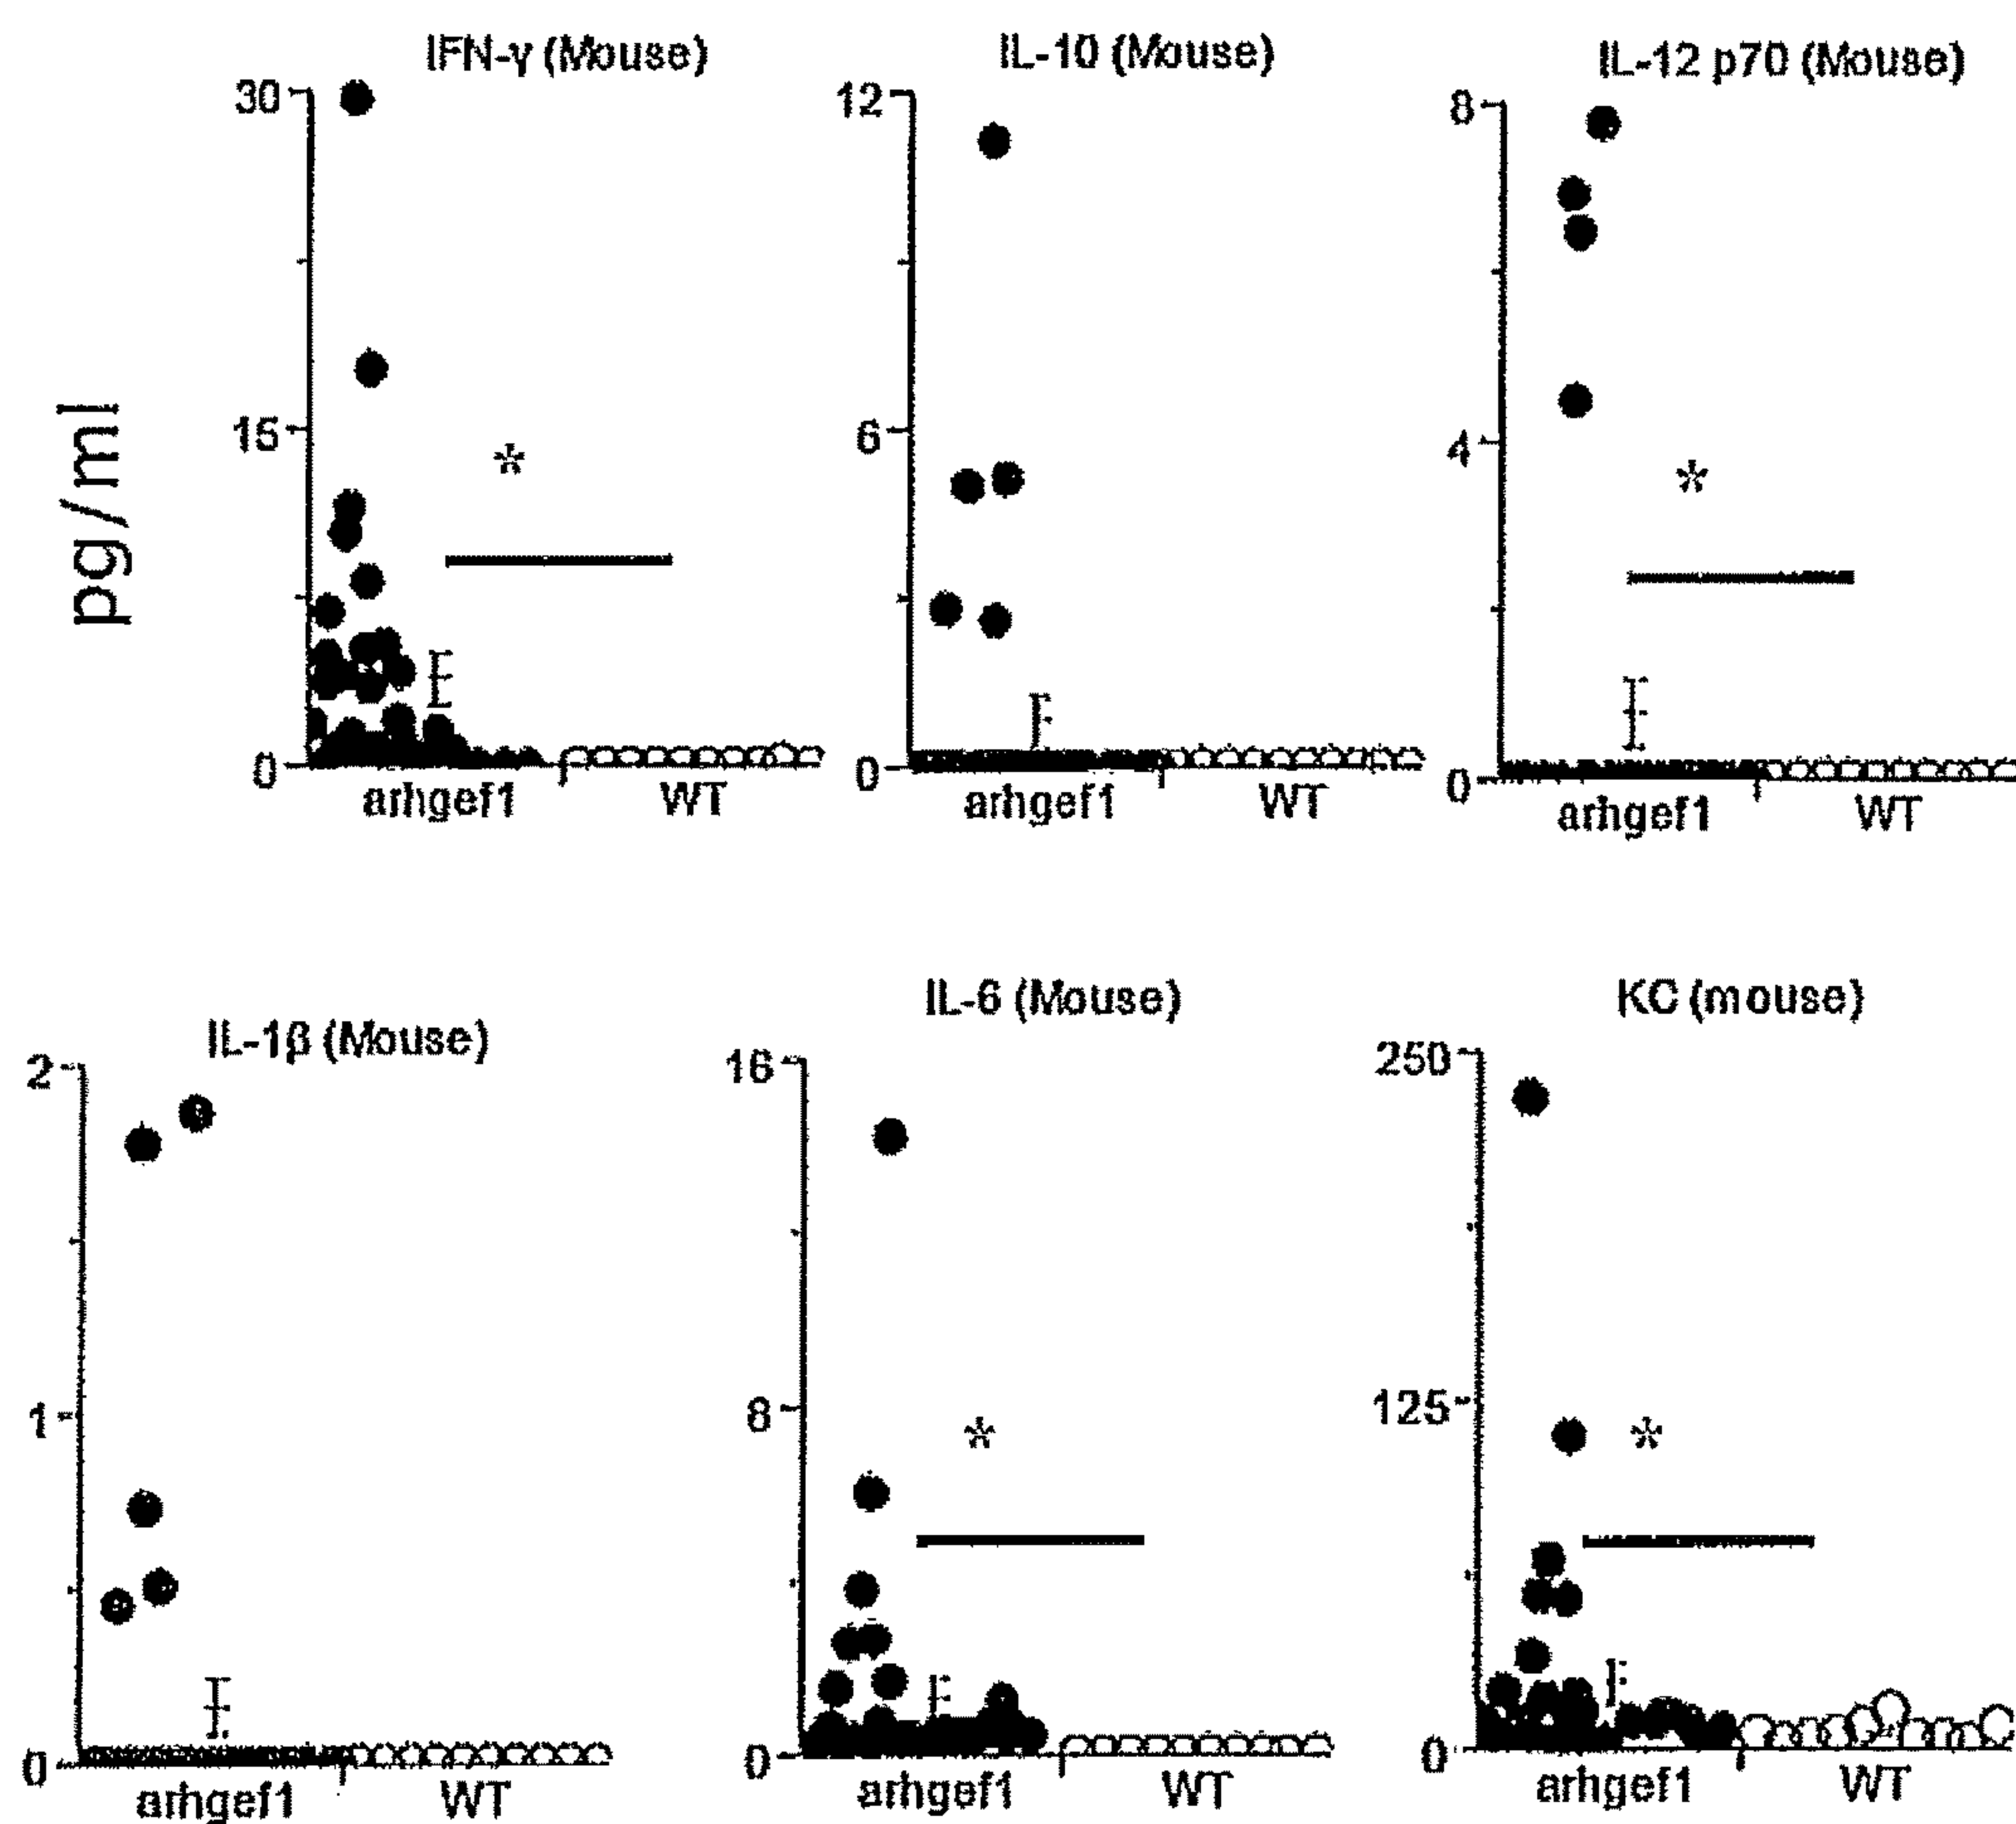 IFN-γ (Mouse)
IL-10 (Mouse)
IL-12 p70 (Mouse)
pg/ml
30
15
0
*
arhgef1
WT
12
6
0
arhgef1
WT
8
4
0
*
arhgef1
WT
IL-1β (Mouse)
IL-6 (Mouse)
KC (mouse)
2
1
0
arhgef1
WT
16
8
0
*
arhgef1
WT
250
125
0
*
arhgef1
WT